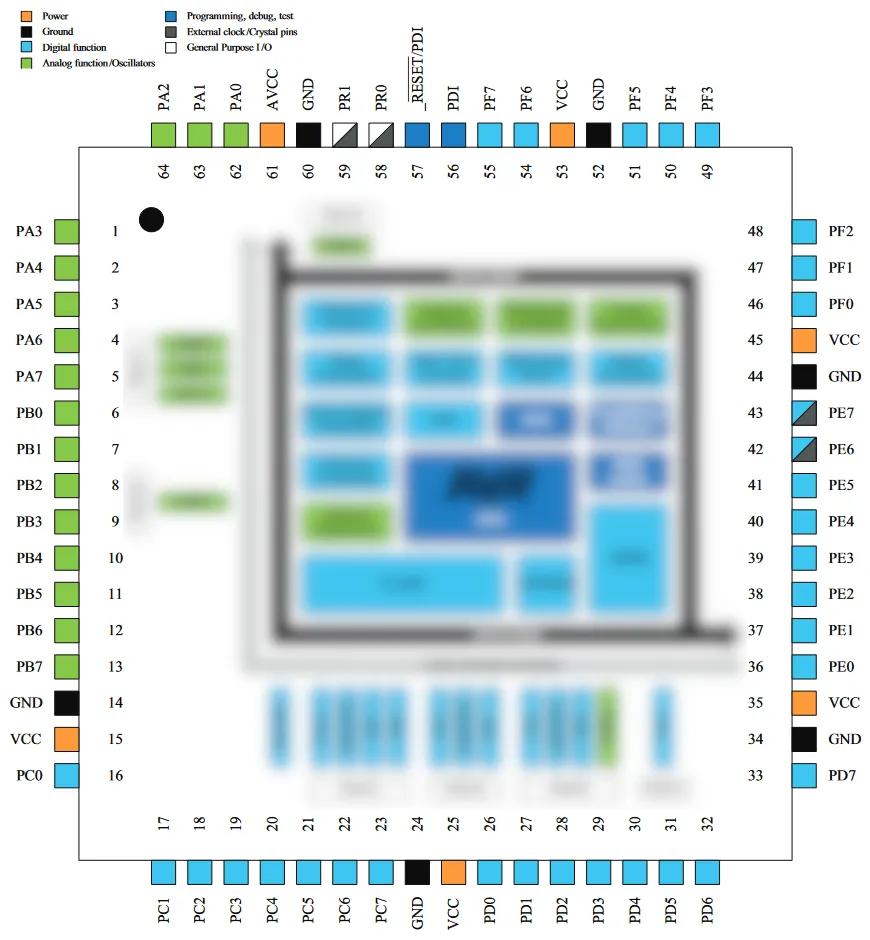 Power
Ground
Digital function
Analog function/Oscillators
Programming, debug, test
External clock/Crystal pins
General Purpose I/O
PA2 PA1 PA0 AVCC GND PR1 PR0 _RESET/PDI PDI PF7 PF6 VCC GND PF5 PF4 PF3
64 63 62 61 60 59 58 57 56 55 54 53 52 51 50 49
PA3 1 48 PF2
PA4 2 47 PF1
PA5 3 46 PF0
PA6 4 45 VCC
PA7 5 44 GND
PB0 6 43 PE7
PB1 7 42 PE6
PB2 8 41 PE5
PB3 9 40 PE4
PB4 10 39 PE3
PB5 11 38 PE2
PB6 12 37 PE1
PB7 13 36 PE0
GND 14 35 VCC
VCC 15 34 GND
PC0 16 33 PD7
17 18 19 20 21 22 23 24 25 26 27 28 29 30 31 32
PC1 PC2 PC3 PC4 PC5 PC6 PC7 GND VCC PD0 PD1 PD2 PD3 PD4 PD5 PD6